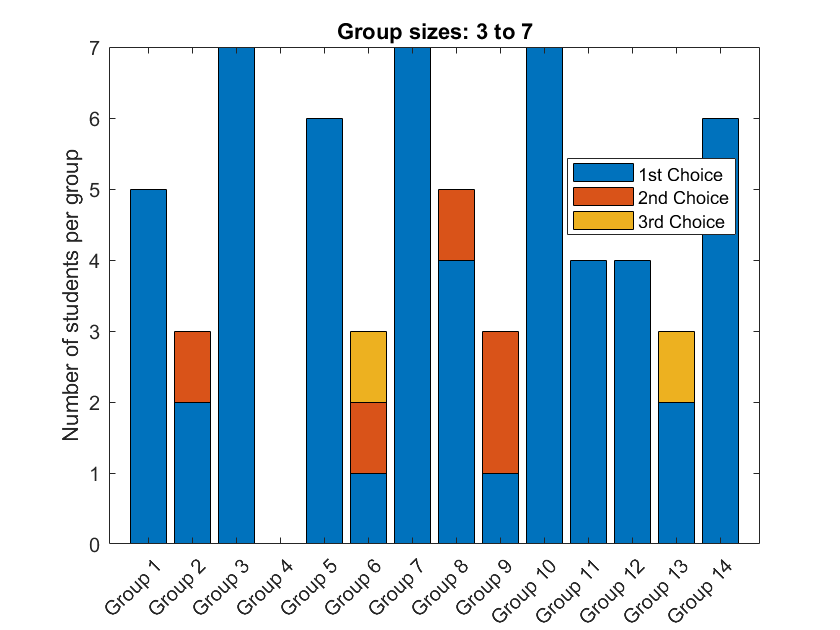 Group sizes: 3 to 7
Number of students per group
7
6
5
4
3
2
1
0
1st Choice
2nd Choice
3rd Choice
Group 1
Group 2
Group 3
Group 4
Group 5
Group 6
Group 7
Group 8
Group 9
Group 10
Group 11
Group 12
Group 13
Group 14